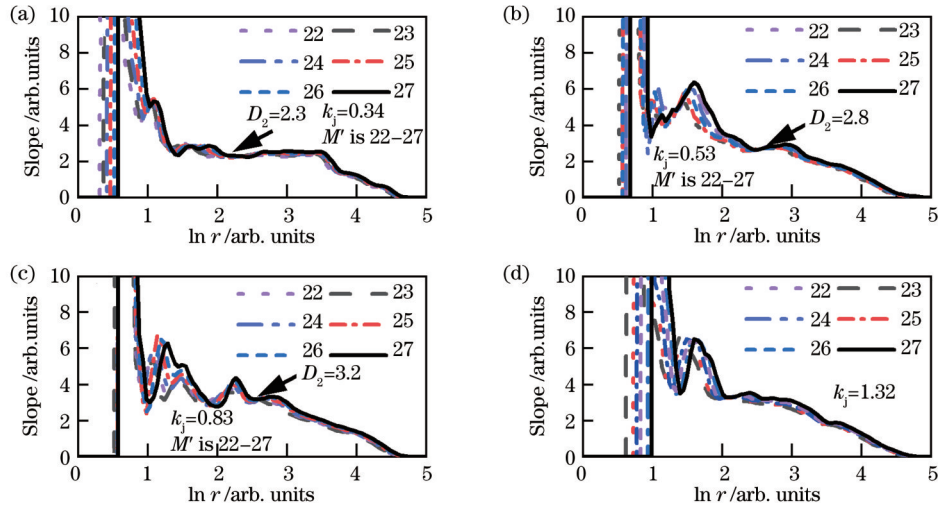 (a)
10
8
6
4
2
0
Slope /arb.units
22 23
24 25
26 27
D₂=2.3
kⱼ=0.34
M′ is 22−27
0 1 2 3 4 5
ln r /arb. units
(b)
10
8
6
4
2
0
Slope /arb.units
22 23
24 25
26 27
D₂=2.8
kⱼ=0.53
M′ is 22−27
0 1 2 3 4 5
ln r /arb. units
(c)
10
8
6
4
2
0
Slope /arb.units
22 23
24 25
26 27
D₂=3.2
kⱼ=0.83
M′ is 22−27
0 1 2 3 4 5
ln r /arb. units
(d)
10
8
6
4
2
0
Slope /arb.units
22 23
24 25
26 27
kⱼ=1.32
0 1 2 3 4 5
ln r /arb. units